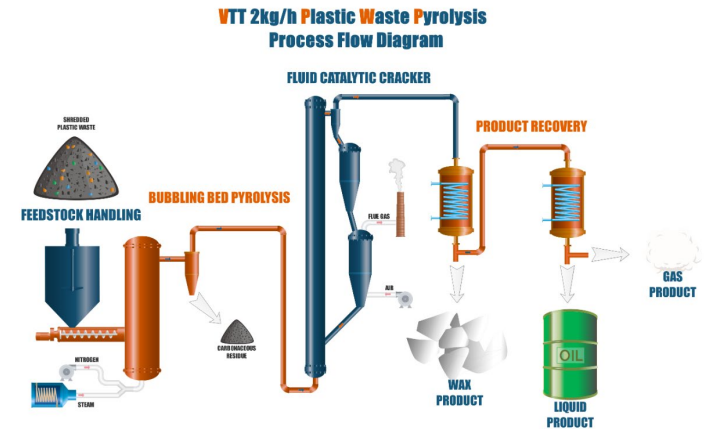 VTT 2kg/h Plastic Waste Pyrolysis
Process Flow Diagram
FLUID CATALYTIC CRACKER
SHREDDED
PLASTIC WASTE
PRODUCT RECOVERY
BUBBLING BED PYROLYSIS
FEEDSTOCK HANDLING
FLUE GAS
GAS
PRODUCT
AIR
CARBONACEOUS
RESIDUE
OIL
NITROGEN
STEAM
WAX
PRODUCT
LIQUID
PRODUCT